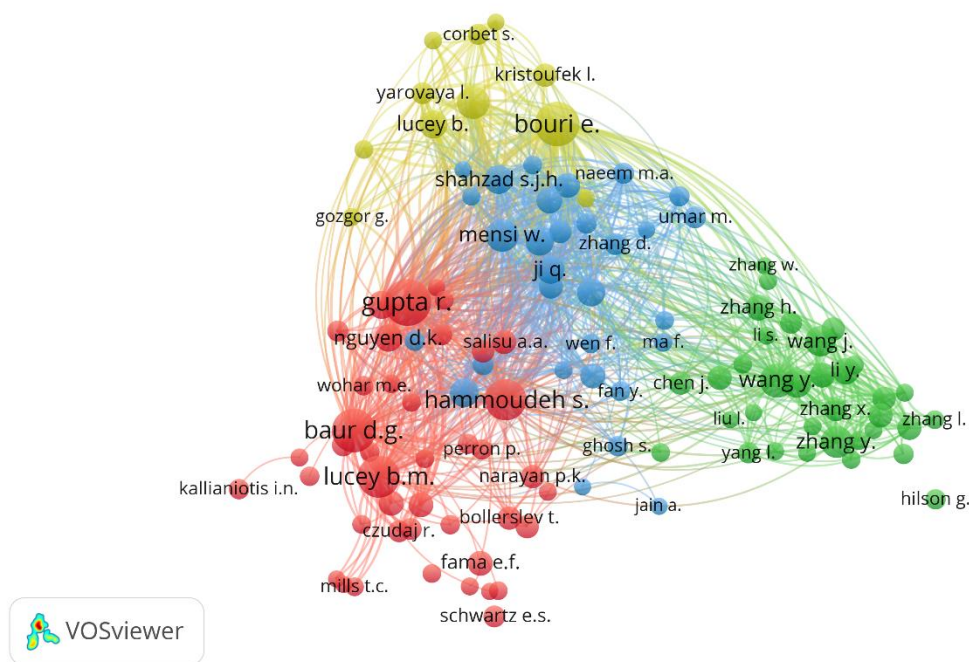 corbet s.
kristoufek l.
yarovaya l.
lucey b.
bouri e.
shahzad s.j.h.
naeem m.a.
gozgor g.
umar m.
mensi w.
zhang d.
ji q.
zhang w.
gupta r.
zhang h.
nguyen d.k.
salisu a.a.
wen f.
ma f.
li s.
wang j.
wohar m.e.
fan y.
chen j.
wang y.
li y.
hammoudeh s.
liu l.
zhang x.
zhang l.
baur d.g.
perron p.
ghosh s.
yang l.
zhang y.
kallianiotis i.n.
lucey b.m.
narayan p.k.
jain a.
hilson g.
czudaj r.
bollerslev t.
fama e.f.
mills t.c.
schwartz e.s.
VOSviewer